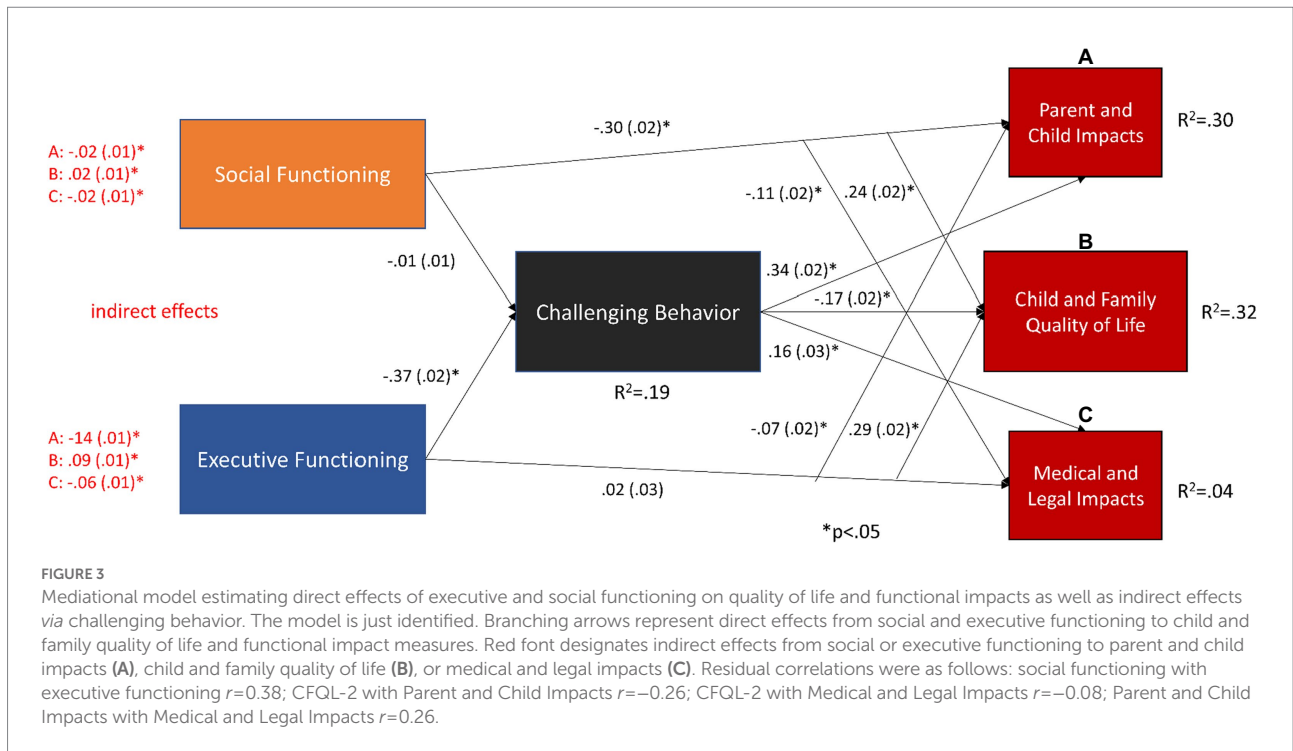 A
Parent and
Child Impacts
R²=.30
-.30 (.02)*
A: -.02 (.01)*
B: .02 (.01)*
C: -.02 (.01)*
Social Functioning
-.11 (.02)*
.24 (.02)*
B
-.01 (.01)
.34 (.02)*
indirect effects
Challenging Behavior
-.17 (.02)*
Child and Family
Quality of Life
R²=.32
.16 (.03)*
-.37 (.02)*
R²=.19
C
A: -14 (.01)*
B: .09 (.01)*
C: -.06 (.01)*
Executive Functioning
-.07 (.02)*
.29 (.02)*
.02 (.03)
Medical and
Legal Impacts
R²=.04
*p<.05
FIGURE 3
Mediational model estimating direct effects of executive and social functioning on quality of life and functional impacts as well as indirect effects
via challenging behavior. The model is just identified. Branching arrows represent direct effects from social and executive functioning to child and
family quality of life and functional impact measures. Red font designates indirect effects from social or executive functioning to parent and child
impacts (A), child and family quality of life (B), or medical and legal impacts (C). Residual correlations were as follows: social functioning with
executive functioning r=0.38; CFQL-2 with Parent and Child Impacts r=−0.26; CFQL-2 with Medical and Legal Impacts r=−0.08; Parent and Child
Impacts with Medical and Legal Impacts r=0.26.